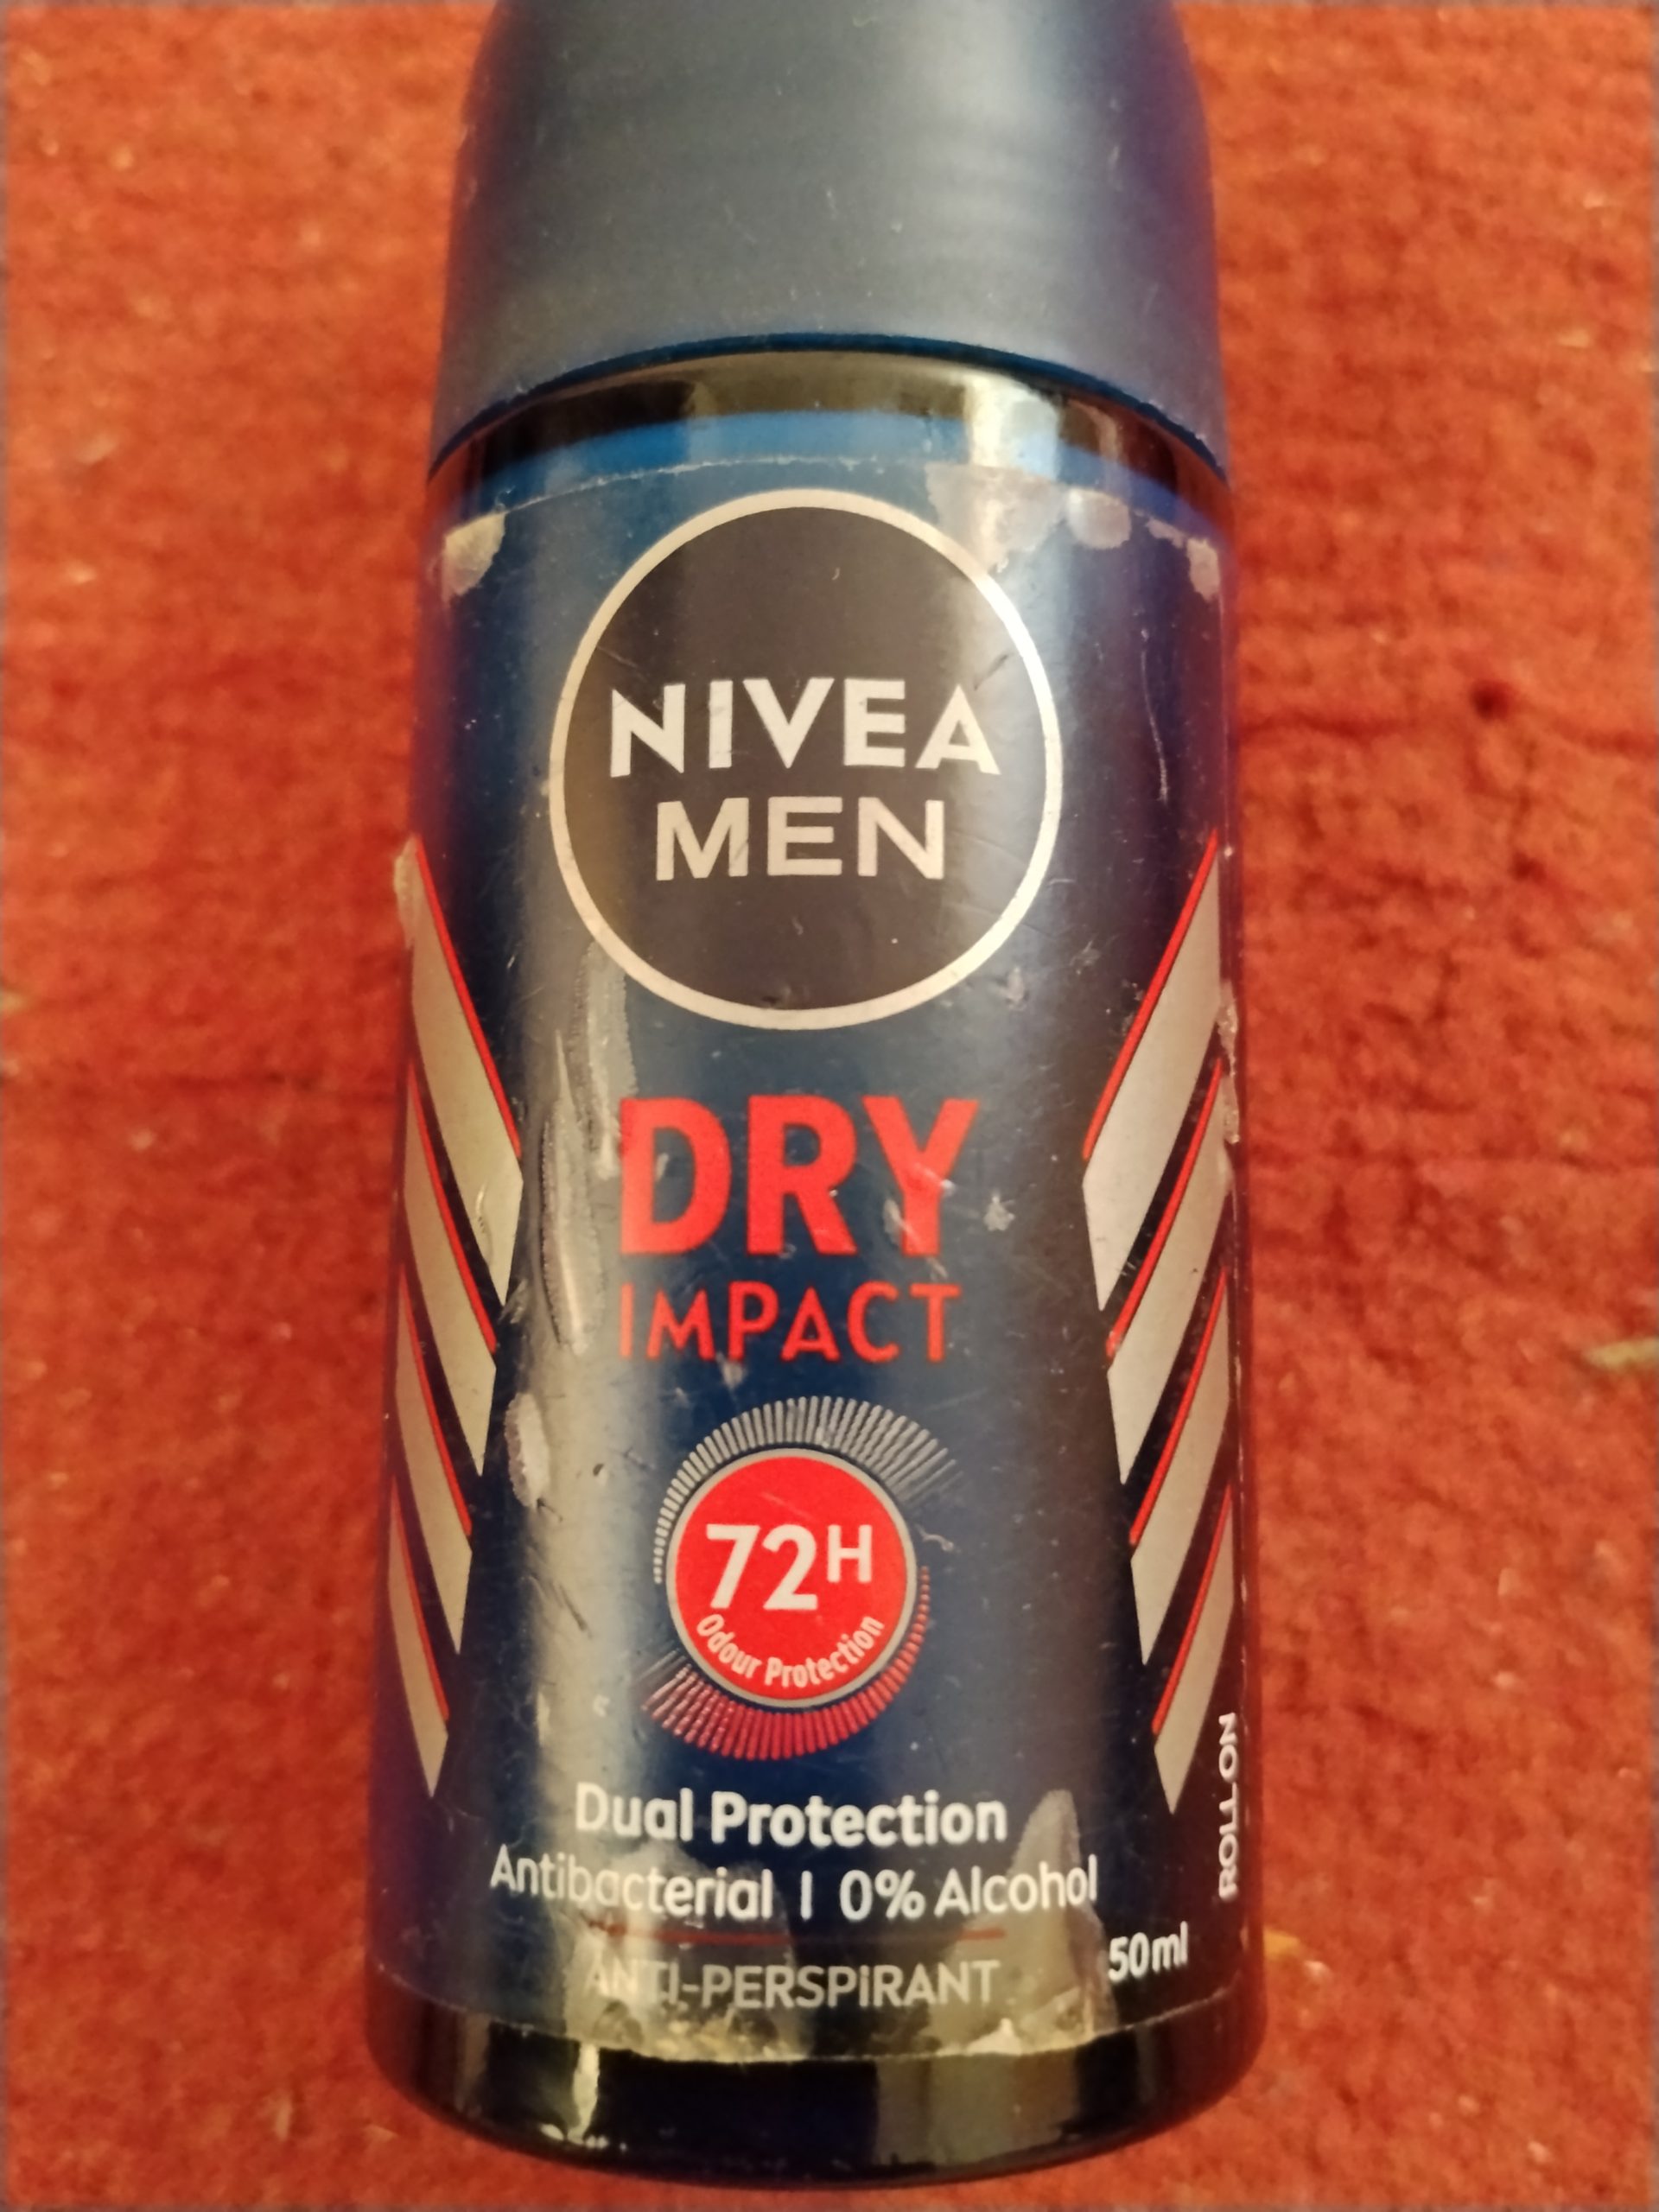 NIVEA
MEN
DRY
IMPACT
72H
Odour Protection
Dual Protection
Antibacterial | 0% Alcohol
ANTI-PERSPIRANT
50ml
ROLL ON